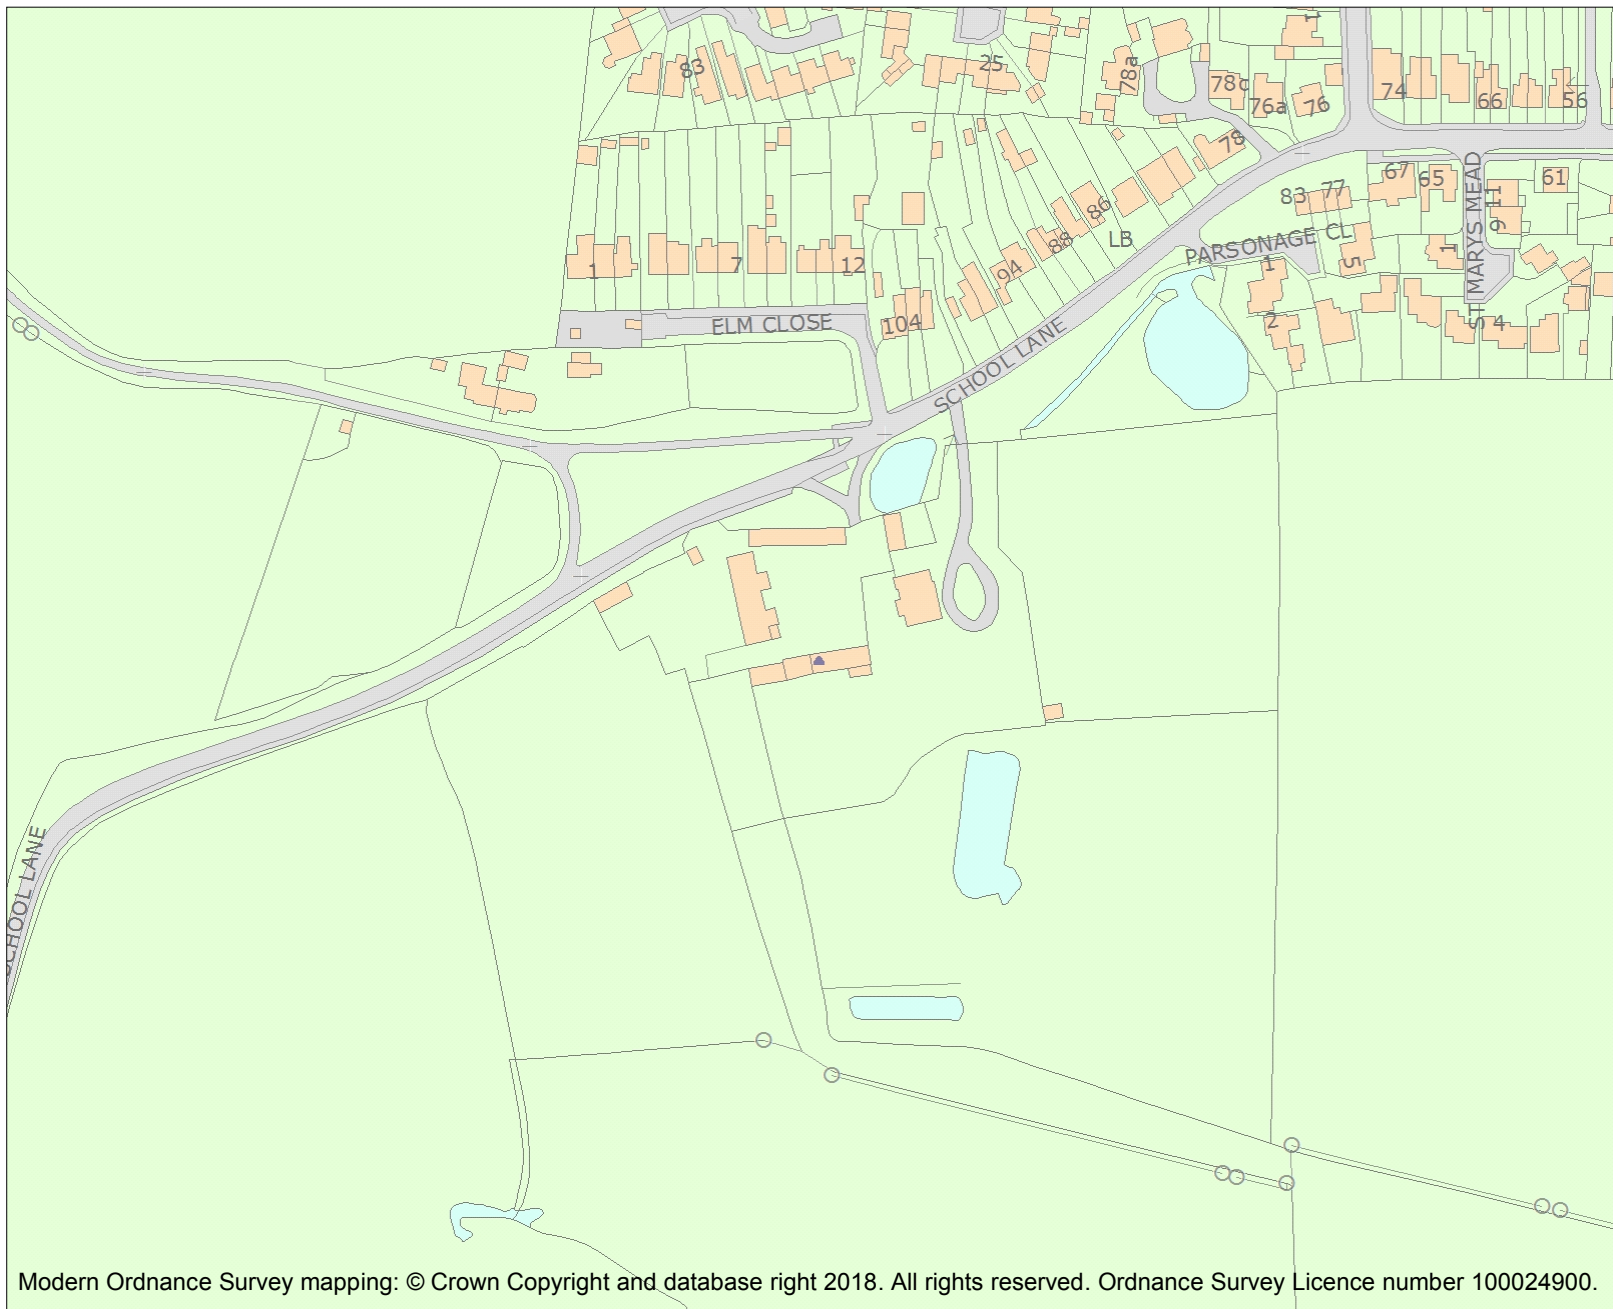 1
83
25
78a
78c
76a
76
74
66
56
78
67
65
61
83
77
11
9
86
88
LB
PARSONAGE CL
1
5
1
ST MARYS MEAD
1
7
12
94
2
4
104
ELM CLOSE
SCHOOL LANE
SCHOOL LANE
Modern Ordnance Survey mapping: © Crown Copyright and database right 2018. All rights reserved. Ordnance Survey Licence number 100024900.